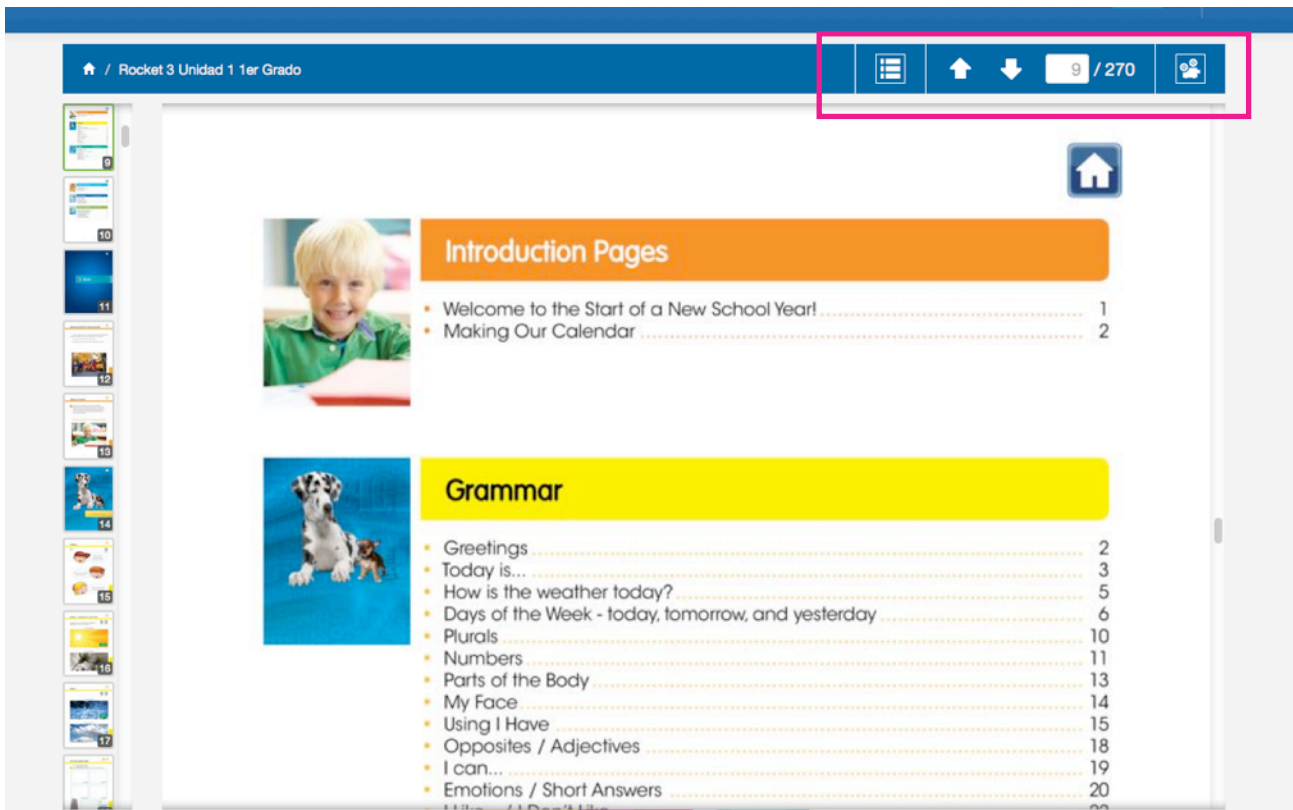 / Rocket 3 Unidad 1 1er Grado
9 / 270
9
10
11
12
13
14
15
16
17
Introduction Pages
• Welcome to the Start of a New School Year! 1
• Making Our Calendar 2
Grammar
• Greetings 2
• Today is... 3
• How is the weather today? 5
• Days of the Week - today, tomorrow, and yesterday 6
• Plurals 10
• Numbers 11
• Parts of the Body 13
• My Face 14
• Using I Have 15
• Opposites / Adjectives 18
• I can... 19
• Emotions / Short Answers 20